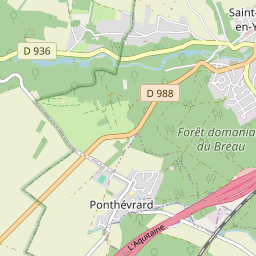 Saint-
en-Y
D 936
D 988
Forêt domania
du Bréau
Ponthévrard
L'Aquitaine